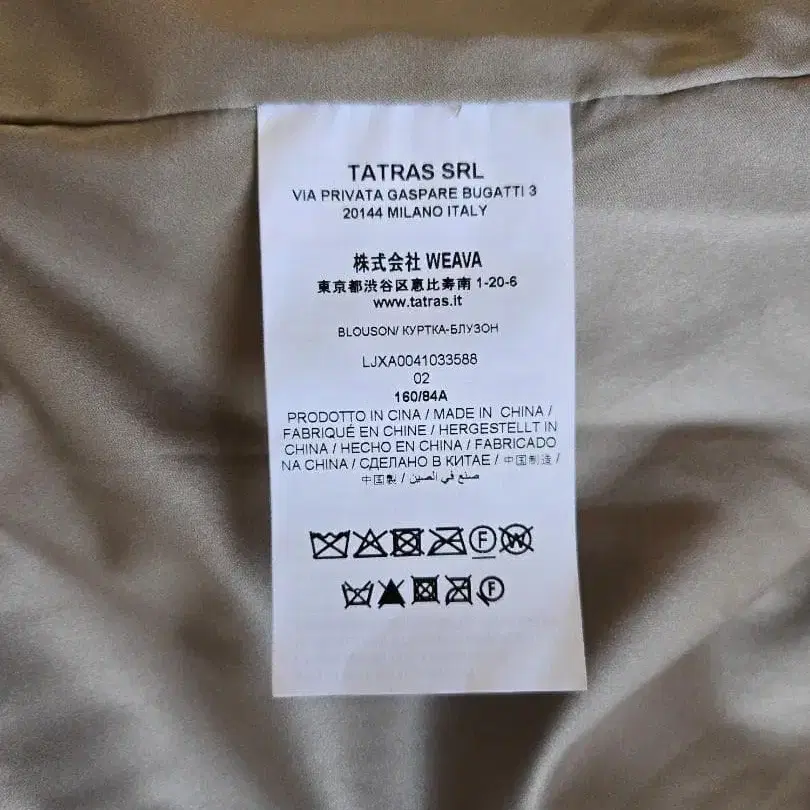 TATRAS SRL
VIA PRIVATA GASPARE BUGATTI 3
20144 MILANO ITALY
株式会社 WEAVA
東京都渋谷区恵比寿南 1-20-6
www.tatras.it
BLOUSON/ КУРТКА-БЛУЗОН
LJXA0041033588
02
160/84A
PRODOTTO IN CINA / MADE IN CHINA /
FABRIQUÉ EN CHINE / HERGESTELLT IN
CHINA / HECHO EN CHINA / FABRICADO
NA CHINA / СДЕЛАНО В КИТАЕ / 中国制造 /
中国製 / صنع في الصين /
F W
F